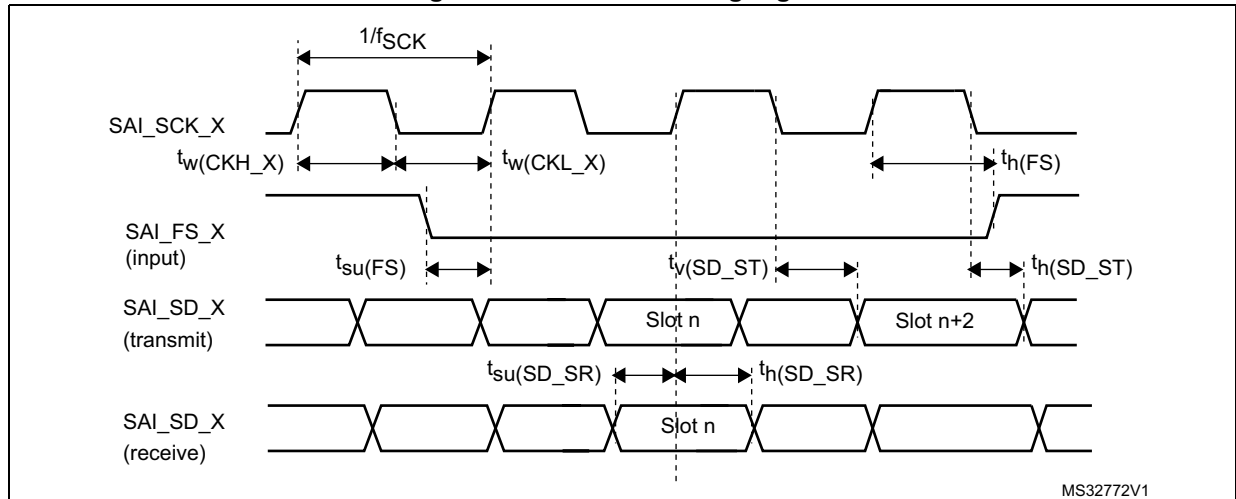 1/fSCK
SAI_SCK_X
tw(CKH_X)
tw(CKL_X)
th(FS)
SAI_FS_X
(input)
tsu(FS)
tv(SD_ST)
th(SD_ST)
SAI_SD_X
(transmit)
Slot n
Slot n+2
tsu(SD_SR)
th(SD_SR)
SAI_SD_X
(receive)
Slot n
MS32772V1